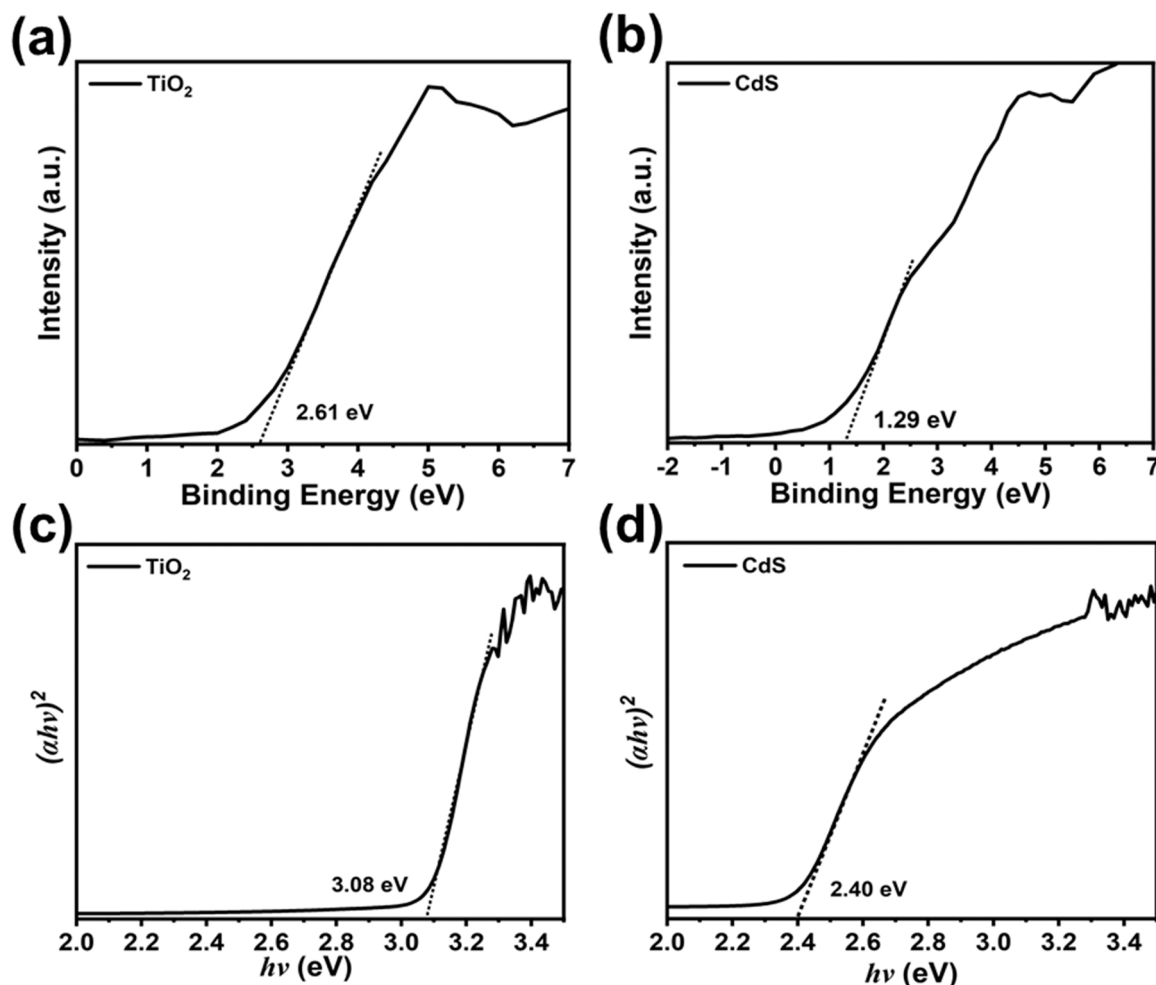 (a)
TiO₂
Intensity (a.u.)
2.61 eV
0 1 2 3 4 5 6 7
Binding Energy (eV)
(b)
CdS
Intensity (a.u.)
1.29 eV
-2 -1 0 1 2 3 4 5 6 7
Binding Energy (eV)
(c)
TiO₂
(αhν)²
3.08 eV
2.0 2.2 2.4 2.6 2.8 3.0 3.2 3.4
hν (eV)
(d)
CdS
(αhν)²
2.40 eV
2.0 2.2 2.4 2.6 2.8 3.0 3.2 3.4
hν (eV)